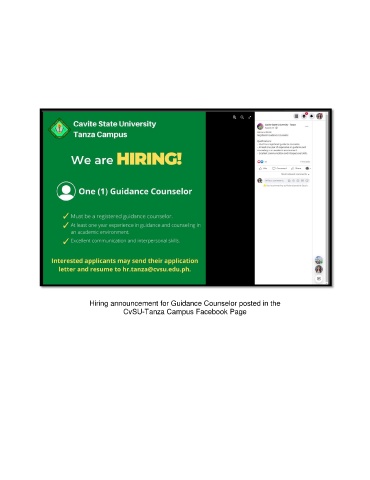 Cavite State University
Tanza Campus
We are HIRING!
One (1) Guidance Counselor
✓ Must be a registered guidance counselor.
✓ At least one year experience in guidance and counseling in
an academic environment.
✓ Excellent communication and interpersonal skills.
Interested applicants may send their application
letter and resume to hr.tanza@cvsu.edu.ph.
Hiring announcement for Guidance Counselor posted in the
CvSU-Tanza Campus Facebook Page